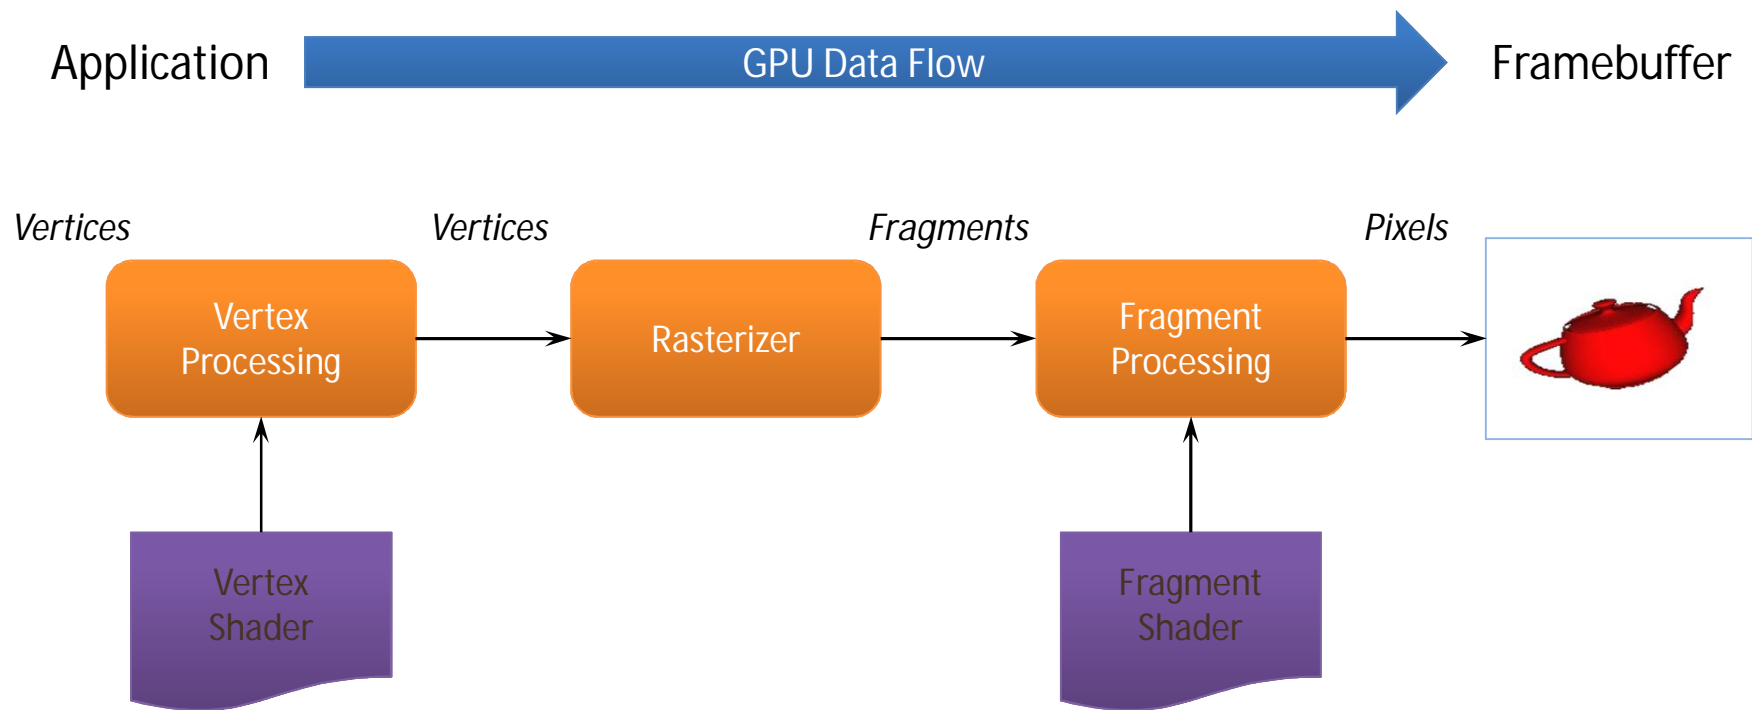 Application
GPU Data Flow
Framebuffer
Vertices
Vertices
Fragments
Pixels
Vertex
Processing
Rasterizer
Fragment
Processing
Vertex
Shader
Fragment
Shader